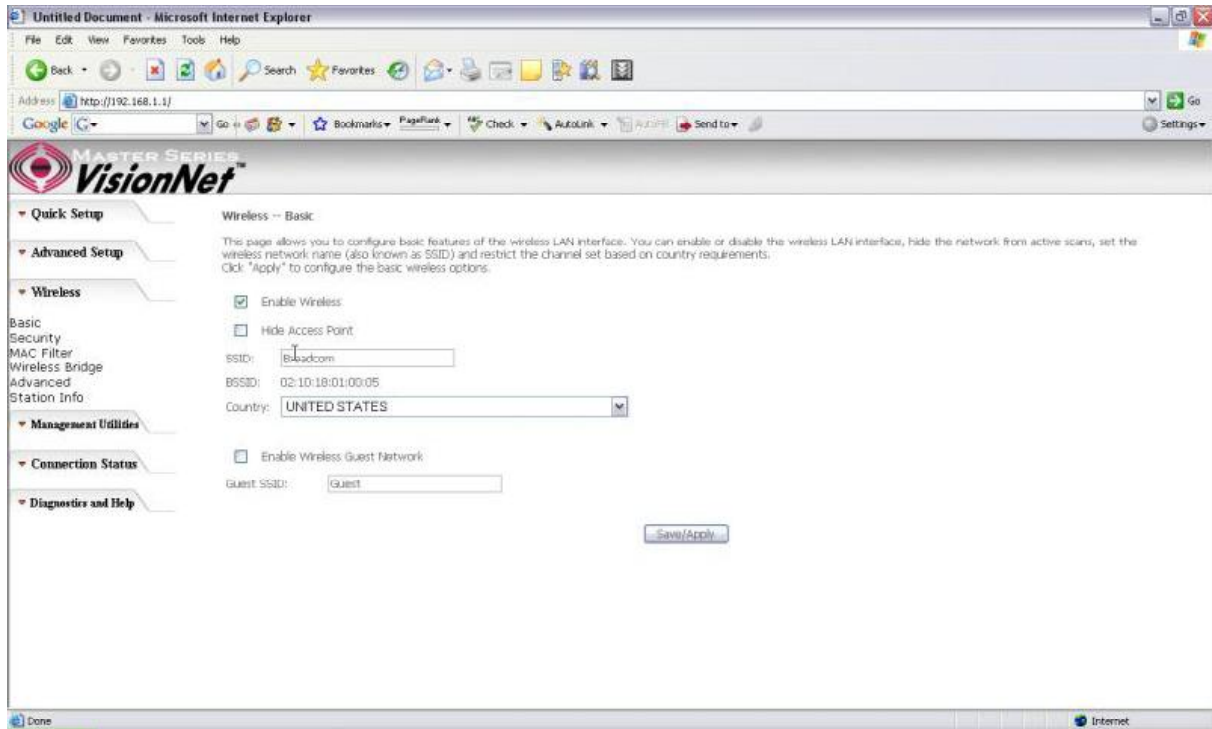 Untitled Document - Microsoft Internet Explorer
File Edit View Favorites Tools Help
Back Search Favorites
Address http://192.168.1.1/ Go
Google G Go Bookmarks PageRank Check AutoLink AutoFill Send to Settings
MASTER SERIES
VisionNet™
Quick Setup
Advanced Setup
Wireless
Basic
Security
MAC Filter
Wireless Bridge
Advanced
Station Info
Management Utilities
Connection Status
Diagnostics and Help
Wireless -- Basic
This page allows you to configure basic features of the wireless LAN interface. You can enable or disable the wireless LAN interface, hide the network from active scans, set the
wireless network name (also known as SSID) and restrict the channel set based on country requirements.
Click "Apply" to configure the basic wireless options.
Enable Wireless
Hide Access Point
SSID: Broadcom
BSSID: 02:10:18:01:00:05
Country: UNITED STATES
Enable Wireless Guest Network
Guest SSID: Guest
Save/Apply
Done Internet